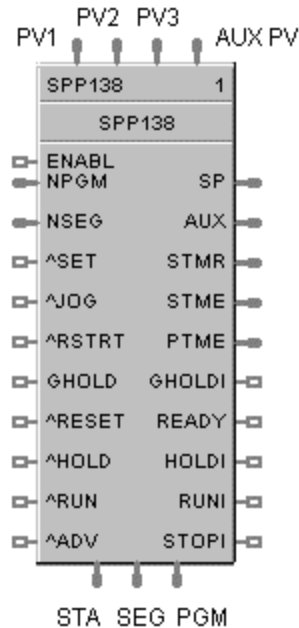 PV2 PV3
PV1 AUX PV
SPP138 1
SPP138
ENABL
NPGM SP
NSEG AUX
^SET STMR
^JOG STME
^RSTRT PTME
GHOLD GHOLDI
^RESET READY
^HOLD HOLDI
^RUN RUNI
^ADV STOPI
STA SEG PGM